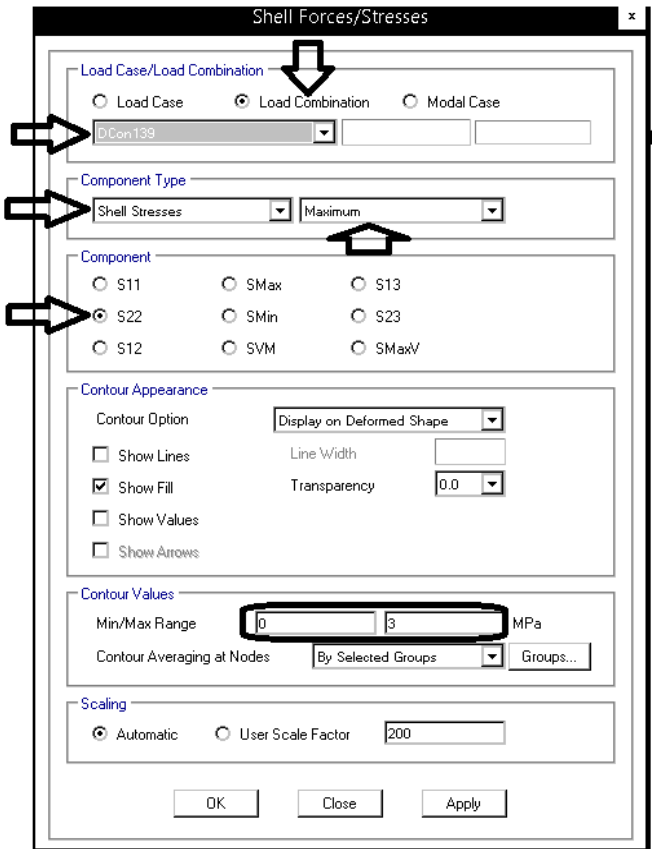 Shell Forces/Stresses
x
Load Case/Load Combination
Load Case Load Combination Modal Case
DCon139
Component Type
Shell Stresses Maximum
Component
S11 SMax S13
S22 SMin S23
S12 SVM SMaxV
Contour Appearance
Contour Option Display on Deformed Shape
Show Lines Line Width
Show Fill Transparency 0.0
Show Values
Show Arrows
Contour Values
Min/Max Range 0 3 MPa
Contour Averaging at Nodes By Selected Groups Groups...
Scaling
Automatic User Scale Factor 200
OK Close Apply